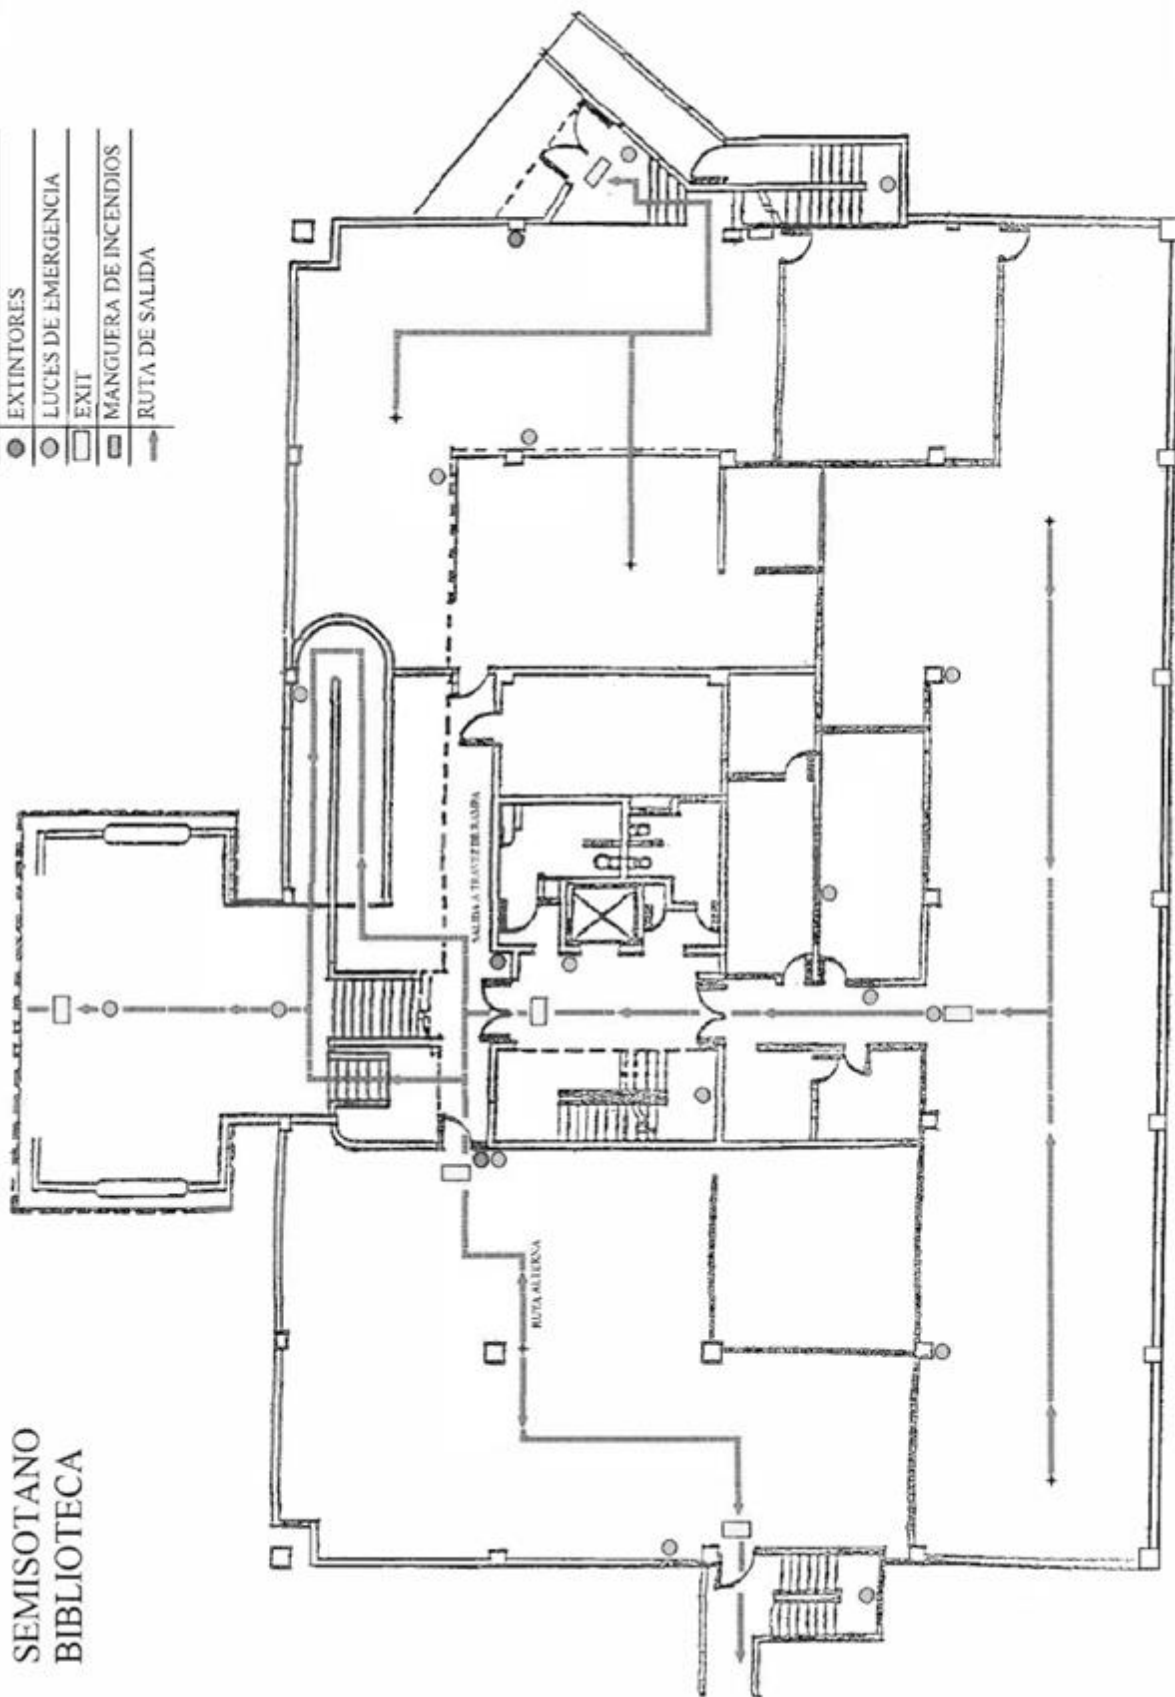 SEMISOTANO
BIBLIOTECA
EXTINTORES
LUCES DE EMERGENCIA
EXIT
MANGUERA DE INCENDIOS
RUTA DE SALIDA
SALIDA A TRAVEZ DE RAMPA
RUTA ALTERNA